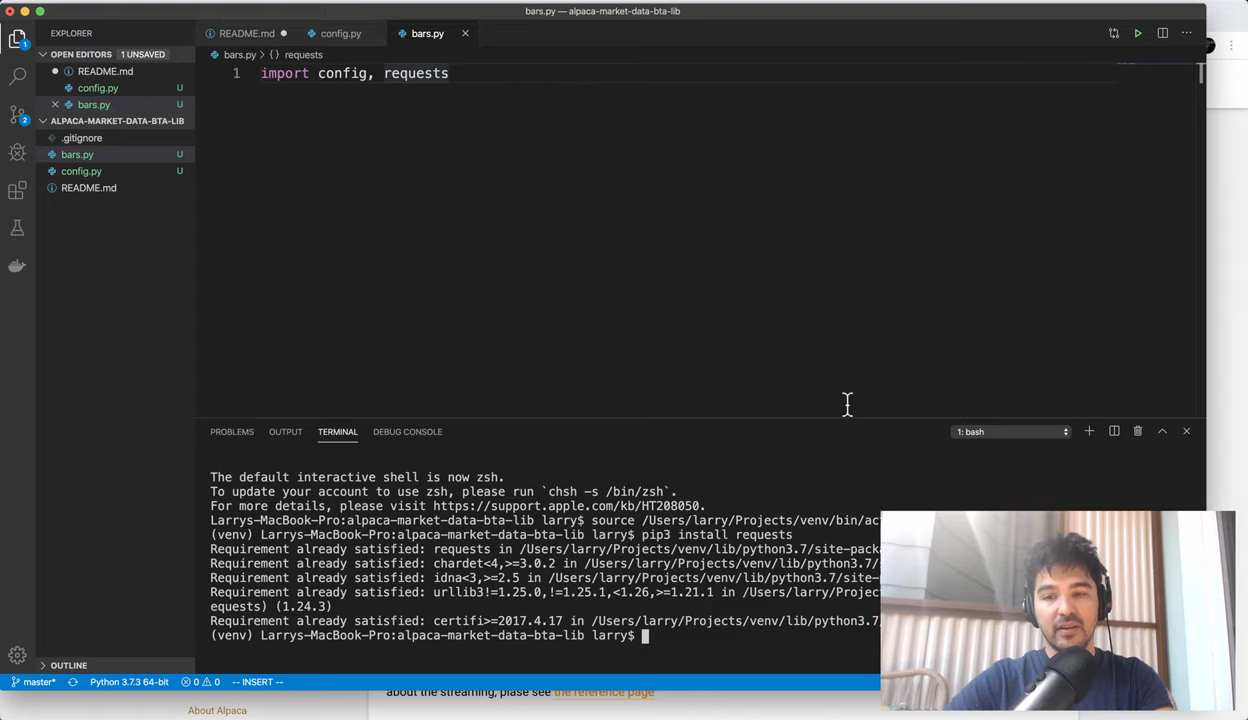 bars.py — alpaca-market-data-bta-lib
EXPLORER
README.md
config.py
bars.py
OPEN EDITORS 1 UNSAVED
bars.py › {} requests
README.md
1 import config, requests
config.py U
bars.py U
ALPACA-MARKET-DATA-BTA-LIB
.gitignore
bars.py U
config.py U
README.md
1
2
PROBLEMS OUTPUT TERMINAL DEBUG CONSOLE
1: bash
The default interactive shell is now zsh.
To update your account to use zsh, please run `chsh -s /bin/zsh`.
For more details, please visit https://support.apple.com/kb/HT208050.
Larrys-MacBook-Pro:alpaca-market-data-bta-lib larry$ source /Users/larry/Projects/venv/bin/ac
(venv) Larrys-MacBook-Pro:alpaca-market-data-bta-lib larry$ pip3 install requests
Requirement already satisfied: requests in /Users/larry/Projects/venv/lib/python3.7/site-pack
Requirement already satisfied: chardet<4,>=3.0.2 in /Users/larry/Projects/venv/lib/python3.7/
Requirement already satisfied: idna<3,>=2.5 in /Users/larry/Projects/venv/lib/python3.7/site-
Requirement already satisfied: urllib3!=1.25.0,!=1.25.1,<1.26,>=1.21.1 in /Users/larry/Projec
equests) (1.24.3)
Requirement already satisfied: certifi>=2017.4.17 in /Users/larry/Projects/venv/lib/python3.7
(venv) Larrys-MacBook-Pro:alpaca-market-data-bta-lib larry$
OUTLINE
master* Python 3.7.3 64-bit 0 0 -- INSERT --
about the streaming, please see the reference page
About Alpaca